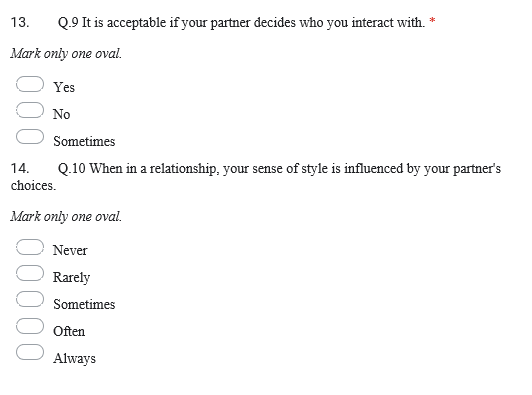 13. Q.9 It is acceptable if your partner decides who you interact with. *
Mark only one oval.
Yes
No
Sometimes
14. Q.10 When in a relationship, your sense of style is influenced by your partner's
choices.
Mark only one oval.
Never
Rarely
Sometimes
Often
Always